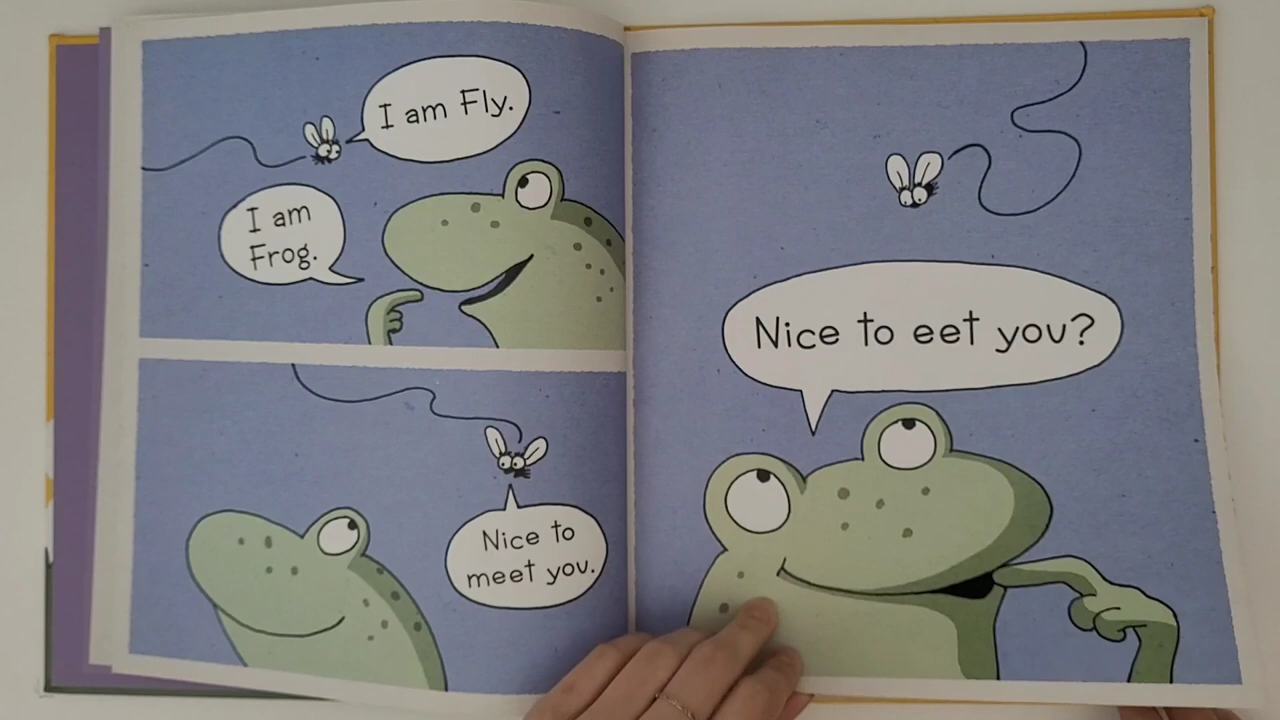 I am Fly.
I am
Frog.
Nice to
meet you.
Nice to eet you?